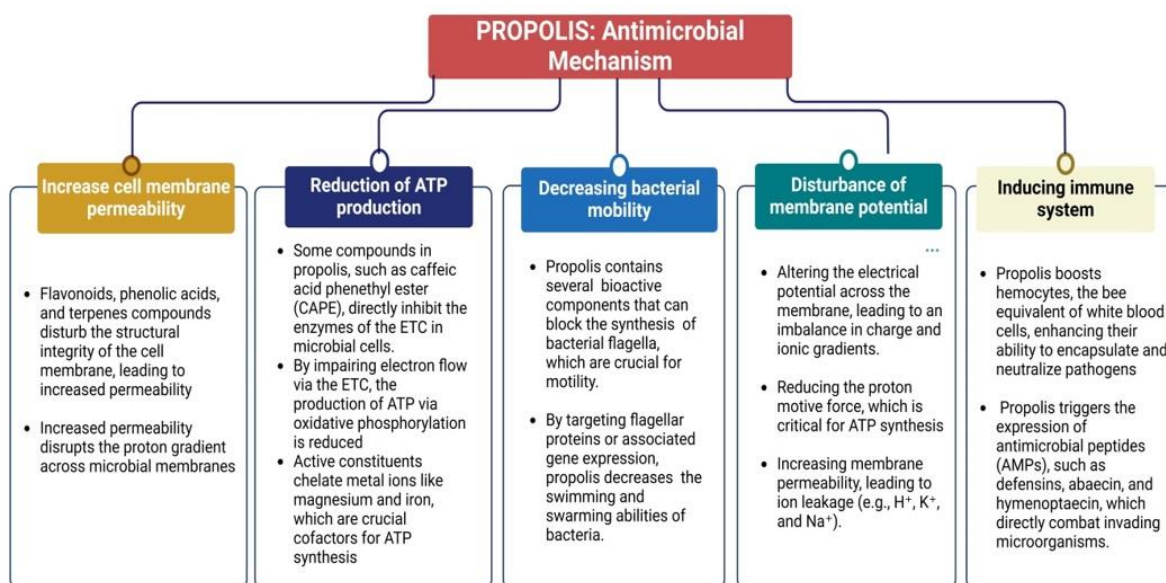 PROPOLIS: Antimicrobial
Mechanism
Increase cell membrane
permeability
• Flavonoids, phenolic acids,
and terpenes compounds
disturb the structural
integrity of the cell
membrane, leading to
increased permeability
• Increased permeability
disrupts the proton gradient
across microbial membranes
Reduction of ATP
production
• Some compounds in
propolis, such as caffeic
acid phenethyl ester
(CAPE), directly inhibit the
enzymes of the ETC in
microbial cells.
• By impairing electron flow
via the ETC, the
production of ATP via
oxidative phosphorylation
is reduced
• Active constituents
chelate metal ions like
magnesium and iron,
which are crucial
cofactors for ATP
synthesis
Decreasing bacterial
mobility
• Propolis contains
several bioactive
components that can
block the synthesis of
bacterial flagella,
which are crucial for
motility.
• By targeting flagellar
proteins or associated
gene expression,
propolis decreases the
swimming and
swarming abilities of
bacteria.
Disturbance of
membrane potential
...
• Altering the electrical
potential across the
membrane, leading to an
imbalance in charge and
ionic gradients.
• Reducing the proton
motive force, which is
critical for ATP synthesis
• Increasing membrane
permeability, leading to
ion leakage (e.g., H⁺, K⁺,
and Na⁺).
Inducing immune
system
• Propolis boosts
hemocytes, the bee
equivalent of white blood
cells, enhancing their
ability to encapsulate and
neutralize pathogens
• Propolis triggers the
expression of
antimicrobial peptides
(AMPs), such as
defensins, abaecin, and
hymenoptaecin, which
directly combat invading
microorganisms.